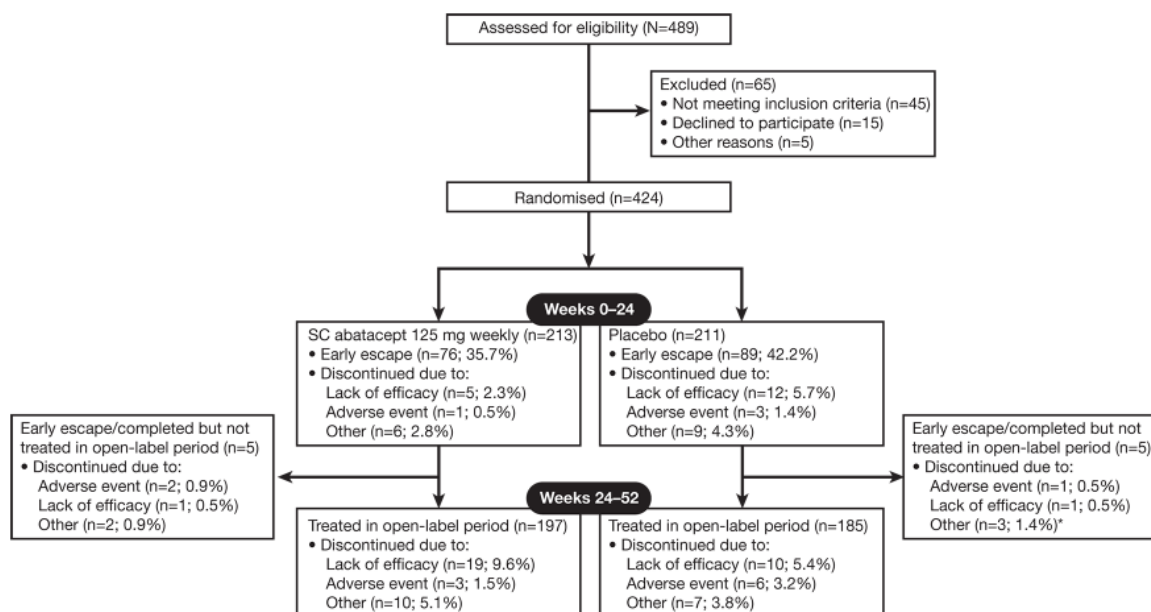 Assessed for eligibility (N=489)
Excluded (n=65)
• Not meeting inclusion criteria (n=45)
• Declined to participate (n=15)
• Other reasons (n=5)
Randomised (n=424)
Weeks 0–24
SC abatacept 125 mg weekly (n=213)
• Early escape (n=76; 35.7%)
• Discontinued due to:
Lack of efficacy (n=5; 2.3%)
Adverse event (n=1; 0.5%)
Other (n=6; 2.8%)
Placebo (n=211)
• Early escape (n=89; 42.2%)
• Discontinued due to:
Lack of efficacy (n=12; 5.7%)
Adverse event (n=3; 1.4%)
Other (n=9; 4.3%)
Early escape/completed but not
treated in open-label period (n=5)
• Discontinued due to:
Adverse event (n=2; 0.9%)
Lack of efficacy (n=1; 0.5%)
Other (n=2; 0.9%)
Early escape/completed but not
treated in open-label period (n=5)
• Discontinued due to:
Adverse event (n=1; 0.5%)
Lack of efficacy (n=1; 0.5%)
Other (n=3; 1.4%)*
Weeks 24–52
Treated in open-label period (n=197)
• Discontinued due to:
Lack of efficacy (n=19; 9.6%)
Adverse event (n=3; 1.5%)
Other (n=10; 5.1%)
Treated in open-label period (n=185)
• Discontinued due to:
Lack of efficacy (n=10; 5.4%)
Adverse event (n=6; 3.2%)
Other (n=7; 3.8%)